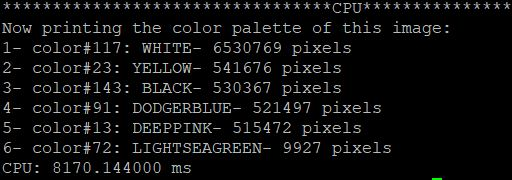 *********************************CPU***************
Now printing the color palette of this image:
1- color#117: WHITE- 6530769 pixels
2- color#23: YELLOW- 541676 pixels
3- color#143: BLACK- 530367 pixels
4- color#91: DODGERBLUE- 521497 pixels
5- color#13: DEEPPINK- 515472 pixels
6- color#72: LIGHTSEAGREEN- 9927 pixels
CPU: 8170.144000 ms